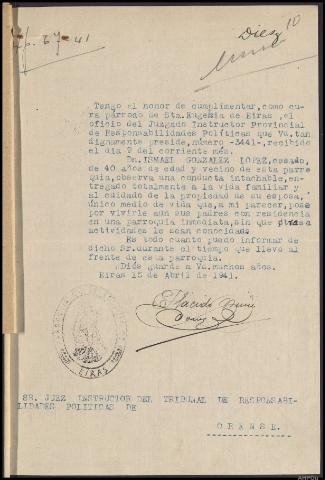 Diez 10
67-41
Tengo el honor de cumplimentar, como cu
ra párroco de Sta. Eugenia de Eiras, el
oficio del Juzgado Instructor Provincial
de Responsabilidades Políticas que Vd. tan
dignamente preside, número -3441-, recibido
el día 7 del corriente mes.
Dn. ISMAEL GONZALEZ LOPEZ, casado,
de 40 años de edad y vecino de esta parro
quia, observa una conducta intachable, en-
tregado totalmente a la vida familiar y
al cuidado de la propiedad de su esposa,
único medio de vida que, a mi parecer, pose
por vivirle aún sus padres con residencia
en una parroquia inmediata, sin que otras
actividades le sean conocidas.
Es todo cuanto puedo informar de
dicho Sr. durante el tiempo que llevo al
frente de esta parroquia.
Dios guarde a Vd. muchos años.
Eiras 15 de Abril de 1941.
EIRAS
SR. JUEZ INSTRUCTOR DEL TRIBUNAL DE RESPONSABI-
LIDADES POLITICAS DE
ORENSE.